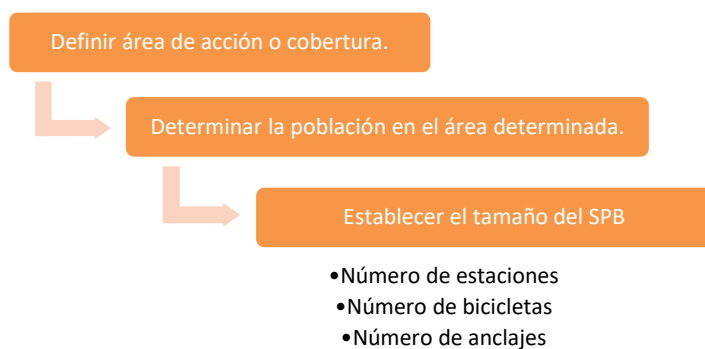 Definir área de acción o cobertura.
Determinar la población en el área determinada.
Establecer el tamaño del SPB
•Número de estaciones
•Número de bicicletas
•Número de anclajes